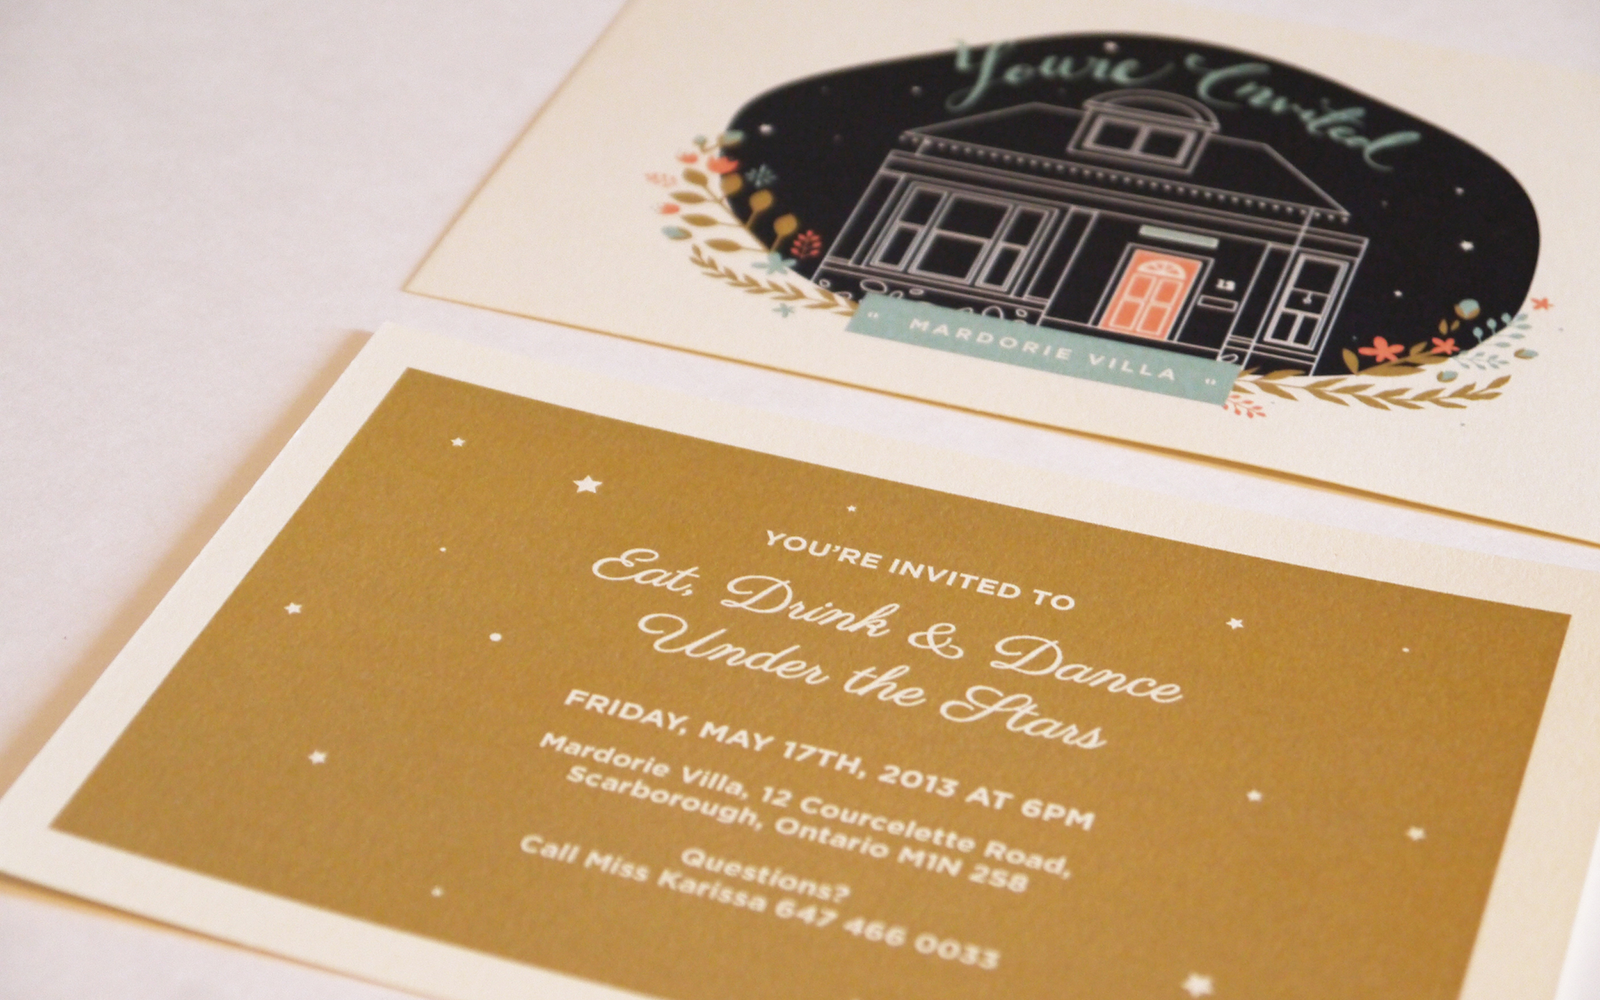 You're Invited
" MARDORIE VILLA "
YOU'RE INVITED TO
Eat, Drink & Dance
Under the Stars
FRIDAY, MAY 17TH, 2013 AT 6PM
Mardorie Villa, 12 Courcelette Road,
Scarborough, Ontario M1N 2S8
Questions?
Call Miss Karissa 647 466 0033